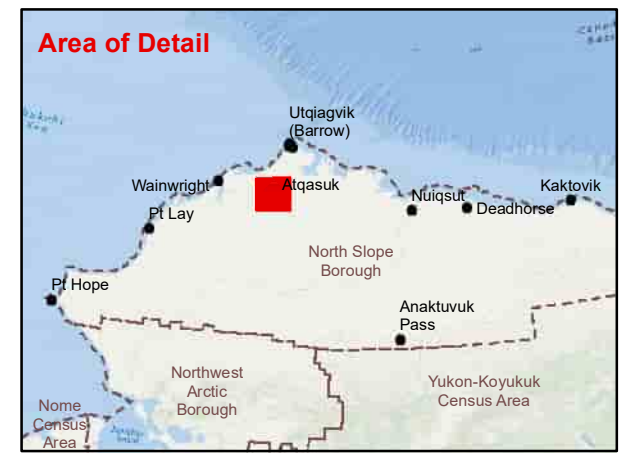 Area of Detail
Utqiagvik
(Barrow)
Wainwright
Atqasuk
Kaktovik
Nuiqsut
Deadhorse
Pt Lay
North Slope
Borough
Pt Hope
Anaktuvuk
Pass
Northwest
Arctic
Borough
Yukon-Koyukuk
Census Area
Nome
Census
Area